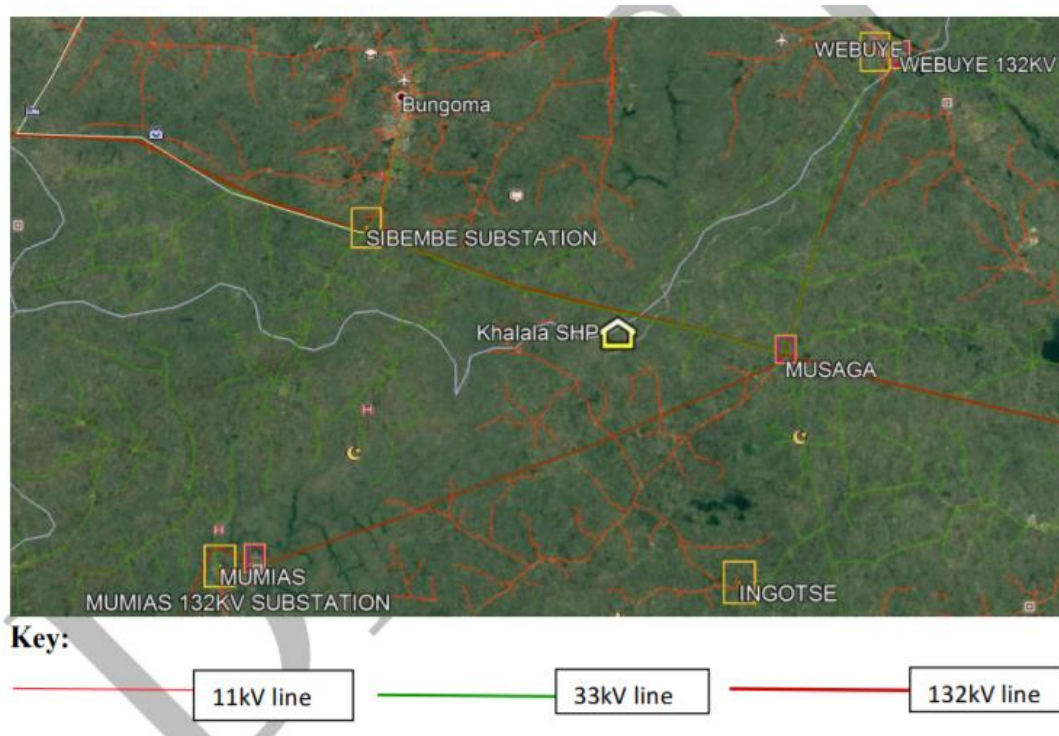 WEBUYE
WEBUYE 132KV
Bungoma
SIBEMBE SUBSTATION
Khalala SHP
MUSAGA
MUMIAS
MUMIAS 132KV SUBSTATION
INGOTSE
Key:
11kV line
33kV line
132kV line